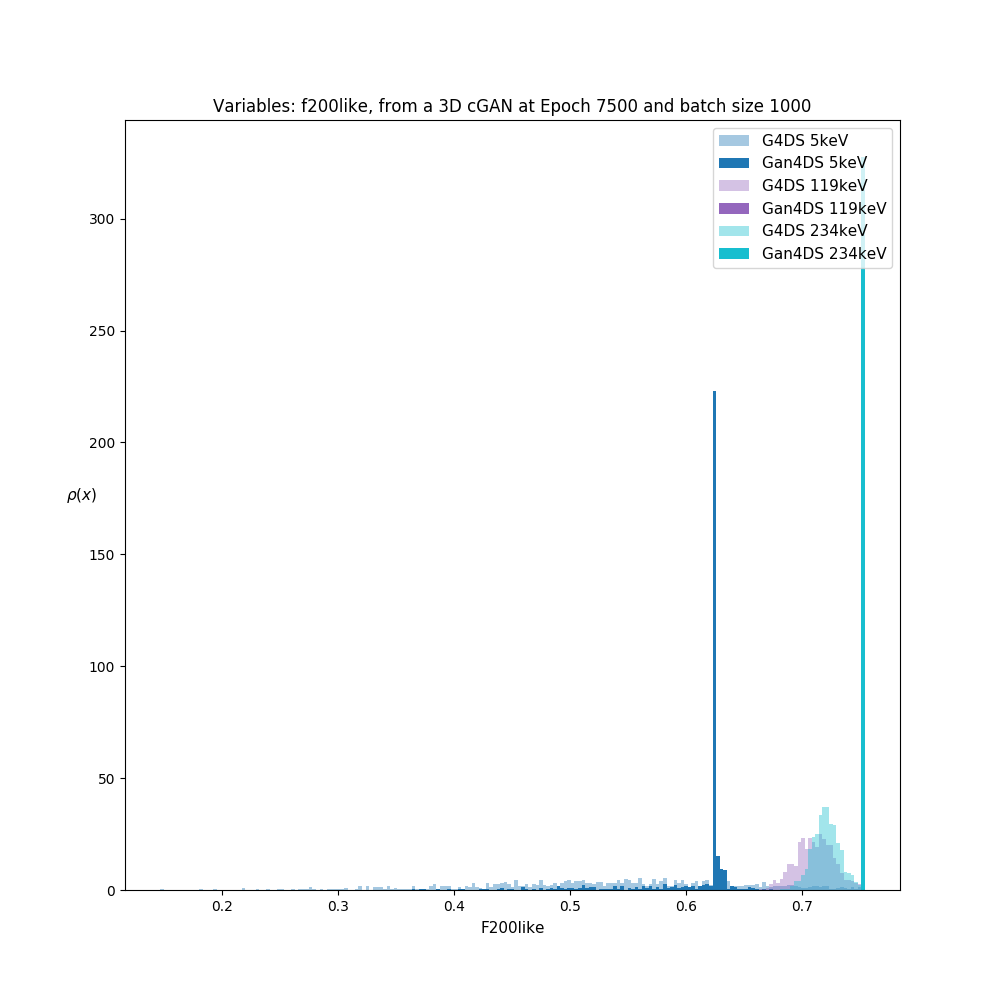 Variables: f200like, from a 3D cGAN at Epoch 7500 and batch size 1000
G4DS 5keV
Gan4DS 5keV
G4DS 119keV
Gan4DS 119keV
G4DS 234keV
Gan4DS 234keV
300
250
200
ρ(x)
150
100
50
0
0.2 0.3 0.4 0.5 0.6 0.7
F200like